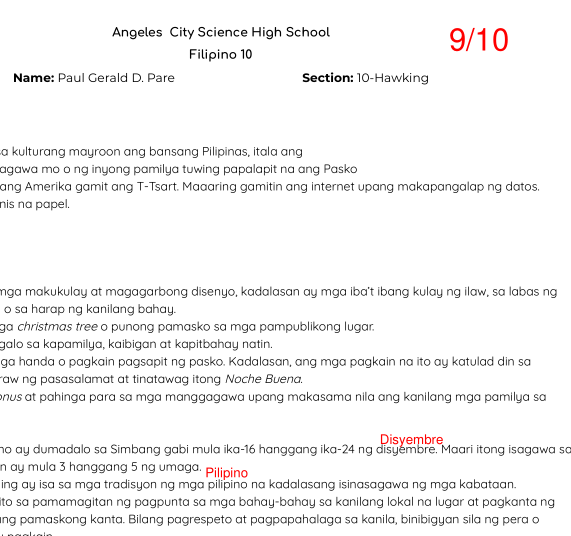 Angeles City Science High School
9/10
Filipino 10
Name: Paul Gerald D. Pare Section: 10-Hawking
sa kulturang mayroon ang bansang Pilipinas, itala ang
agawa mo o ng inyong pamilya tuwing papalapit na ang Pasko
ang Amerika gamit ang T-Tsart. Maaaring gamitin ang internet upang makapangalap ng datos.
nis na papel.
mga makukulay at magagarbong disenyo, kadalasan ay mga iba't ibang kulay ng ilaw, sa labas ng
o sa harap ng kanilang bahay.
ga christmas tree o punong pamasko sa mga pampublikong lugar.
galo sa kapamilya, kaibigan at kapitbahay natin.
ga handa o pagkain pagsapit ng pasko. Kadalasan, ang mga pagkain na ito ay katulad din sa
raw ng pasasalamat at tinatawag itong Noche Buena.
onus at pahinga para sa mga manggagawa upang makasama nila ang kanilang mga pamilya sa
Disyembre
no ay dumadalo sa Simbang gabi mula ika-16 hanggang ika-24 ng disyembre. Maari itong isagawa sa
n ay mula 3 hanggang 5 ng umaga.
Pilipino
ing ay isa sa mga tradisyon ng mga pilipino na kadalasang isinasagawa ng mga kabataan.
ito sa pamamagitan ng pagpunta sa mga bahay-bahay sa kanilang lokal na lugar at pagkanta ng
ang pamaskong kanta. Bilang pagrespeto at pagpapahalaga sa kanila, binibigyan sila ng pera o